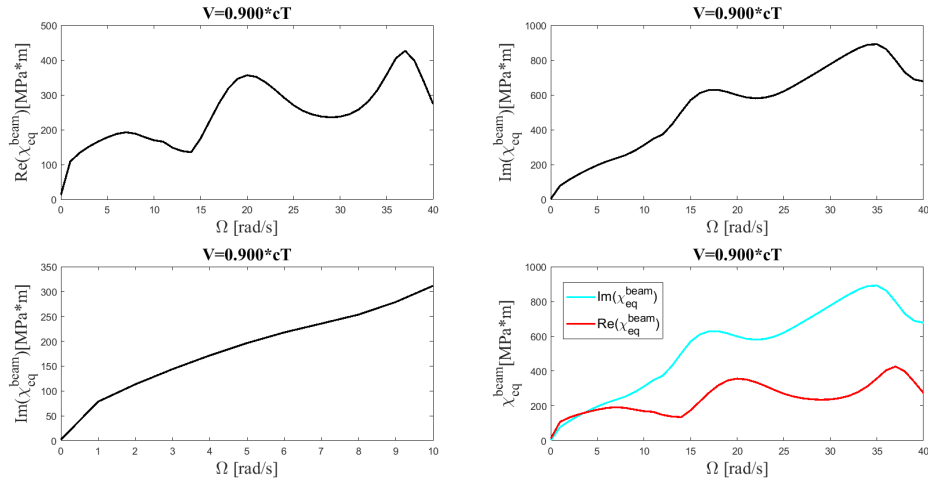 V=0.900*cT
Re(χ_eq^beam)[MPa*m]
500
400
300
200
100
0
0 5 10 15 20 25 30 35 40
Ω [rad/s]
V=0.900*cT
Im(χ_eq^beam)[MPa*m]
1000
800
600
400
200
0
0 5 10 15 20 25 30 35 40
Ω [rad/s]
V=0.900*cT
Im(χ_eq^beam)[MPa*m]
350
300
250
200
150
100
50
0
0 1 2 3 4 5 6 7 8 9 10
Ω [rad/s]
V=0.900*cT
χ_eq^beam[MPa*m]
1000
800
600
400
200
0
Im(χ_eq^beam)
Re(χ_eq^beam)
0 5 10 15 20 25 30 35 40
Ω [rad/s]